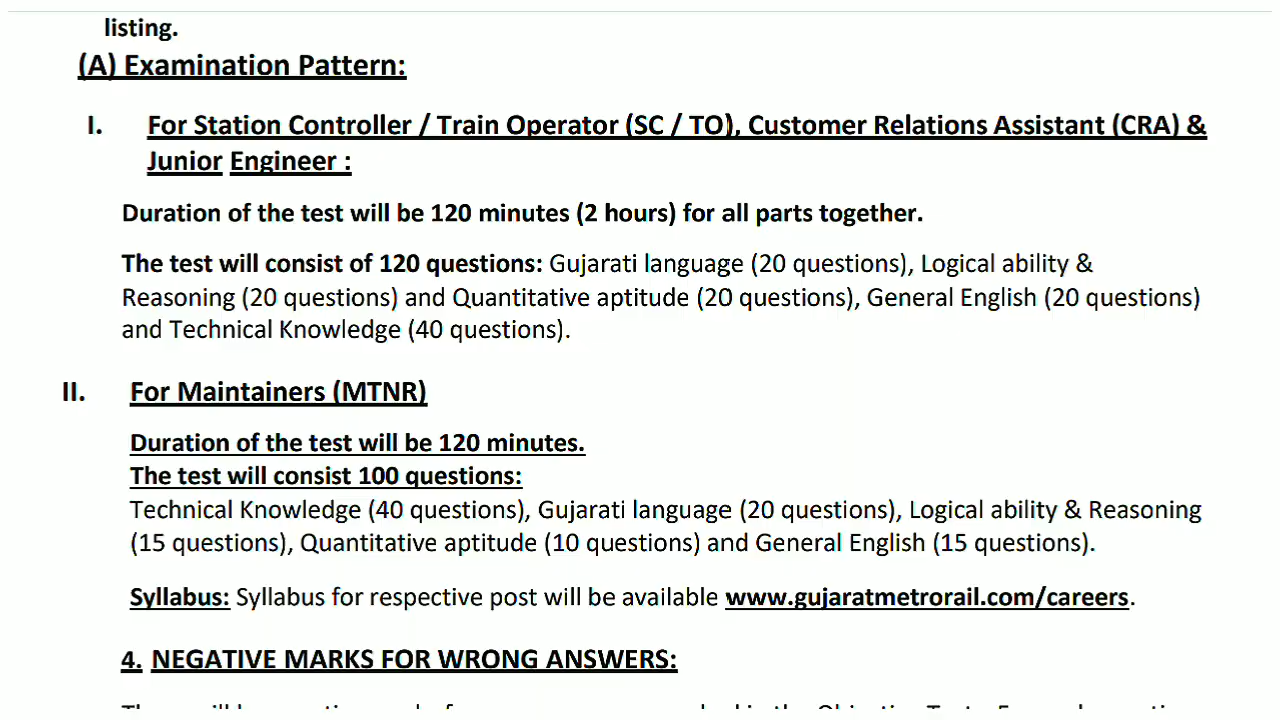 listing.
(A) Examination Pattern:
I. For Station Controller / Train Operator (SC / TO), Customer Relations Assistant (CRA) &
Junior Engineer :
Duration of the test will be 120 minutes (2 hours) for all parts together.
The test will consist of 120 questions: Gujarati language (20 questions), Logical ability &
Reasoning (20 questions) and Quantitative aptitude (20 questions), General English (20 questions)
and Technical Knowledge (40 questions).
II. For Maintainers (MTNR)
Duration of the test will be 120 minutes.
The test will consist 100 questions:
Technical Knowledge (40 questions), Gujarati language (20 questions), Logical ability & Reasoning
(15 questions), Quantitative aptitude (10 questions) and General English (15 questions).
Syllabus: Syllabus for respective post will be available www.gujaratmetrorail.com/careers.
4. NEGATIVE MARKS FOR WRONG ANSWERS: